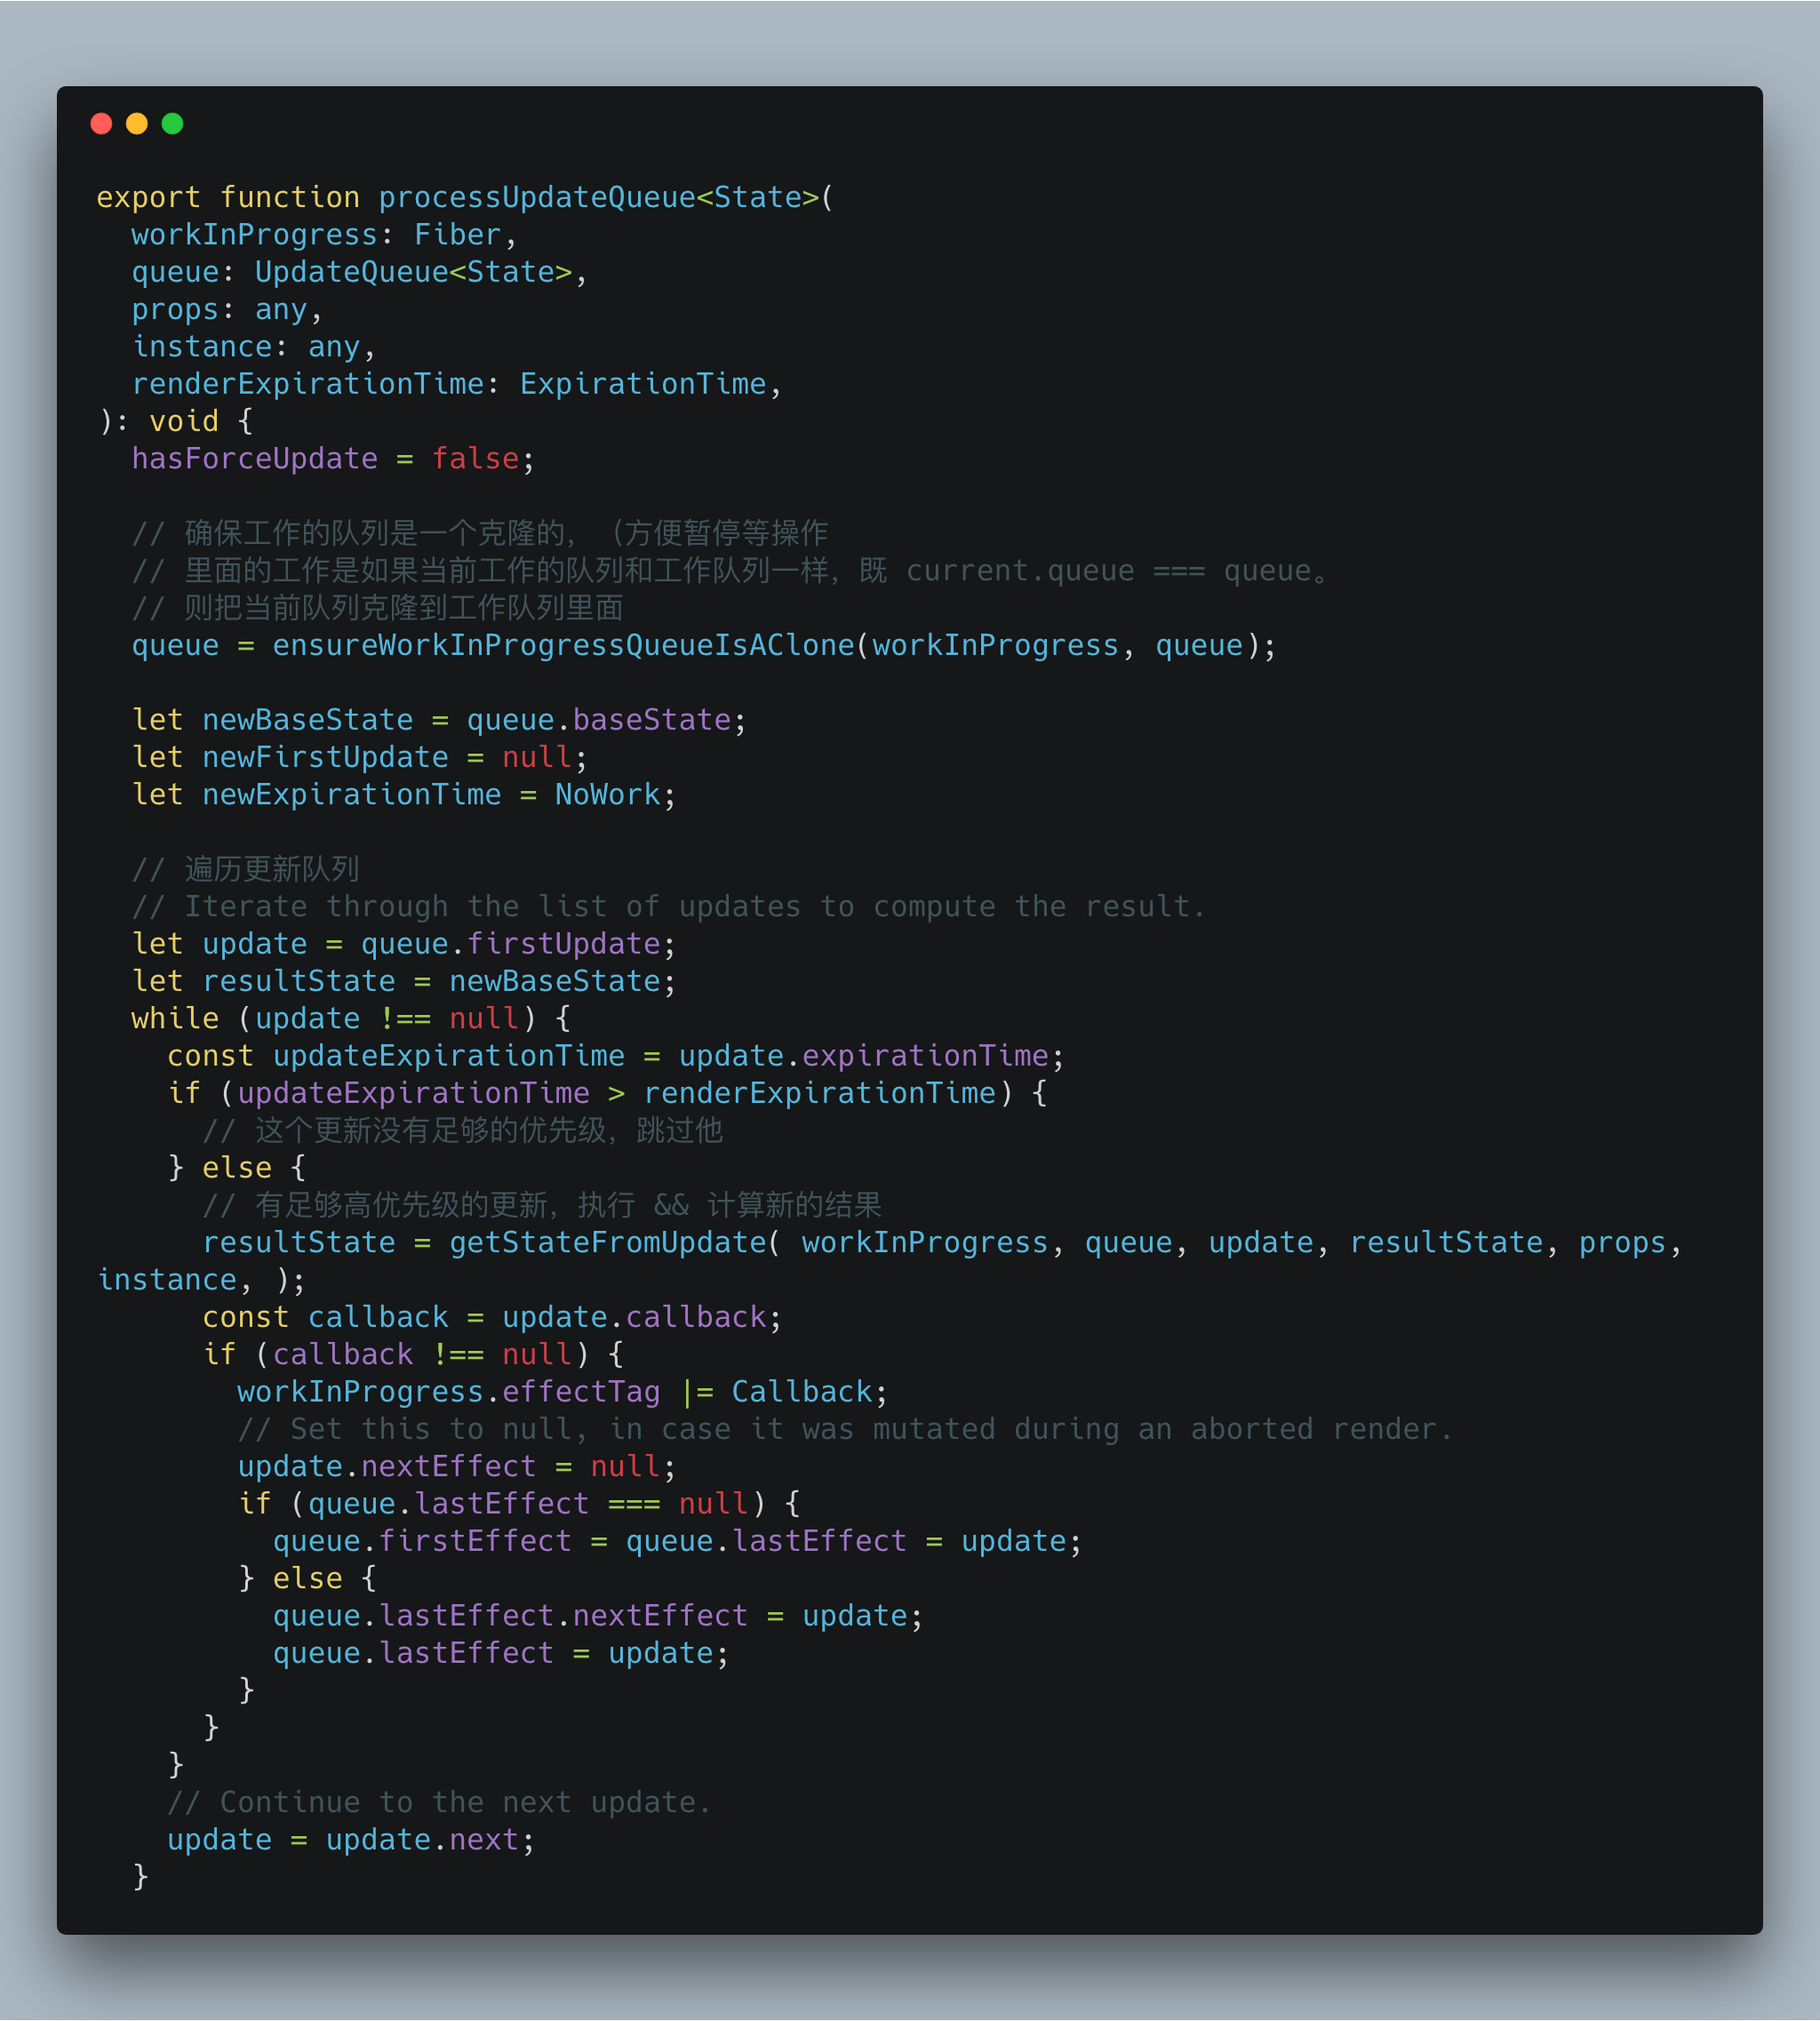 export function processUpdateQueue<State>(
  workInProgress: Fiber,
  queue: UpdateQueue<State>,
  props: any,
  instance: any,
  renderExpirationTime: ExpirationTime,
): void {
  hasForceUpdate = false;

  // 确保工作的队列是一个克隆的，（方便暂停等操作
  // 里面的工作是如果当前工作的队列和工作队列一样，既 current.queue === queue。
  // 则把当前队列克隆到工作队列里面
  queue = ensureWorkInProgressQueueIsAClone(workInProgress, queue);

  let newBaseState = queue.baseState;
  let newFirstUpdate = null;
  let newExpirationTime = NoWork;

  // 遍历更新队列
  // Iterate through the list of updates to compute the result.
  let update = queue.firstUpdate;
  let resultState = newBaseState;
  while (update !== null) {
    const updateExpirationTime = update.expirationTime;
    if (updateExpirationTime > renderExpirationTime) {
      // 这个更新没有足够的优先级，跳过他
    } else {
      // 有足够高优先级的更新，执行 && 计算新的结果
      resultState = getStateFromUpdate( workInProgress, queue, update, resultState, props,
instance, );
      const callback = update.callback;
      if (callback !== null) {
        workInProgress.effectTag |= Callback;
        // Set this to null, in case it was mutated during an aborted render.
        update.nextEffect = null;
        if (queue.lastEffect === null) {
          queue.firstEffect = queue.lastEffect = update;
        } else {
          queue.lastEffect.nextEffect = update;
          queue.lastEffect = update;
        }
      }
    }
    // Continue to the next update.
    update = update.next;
  }